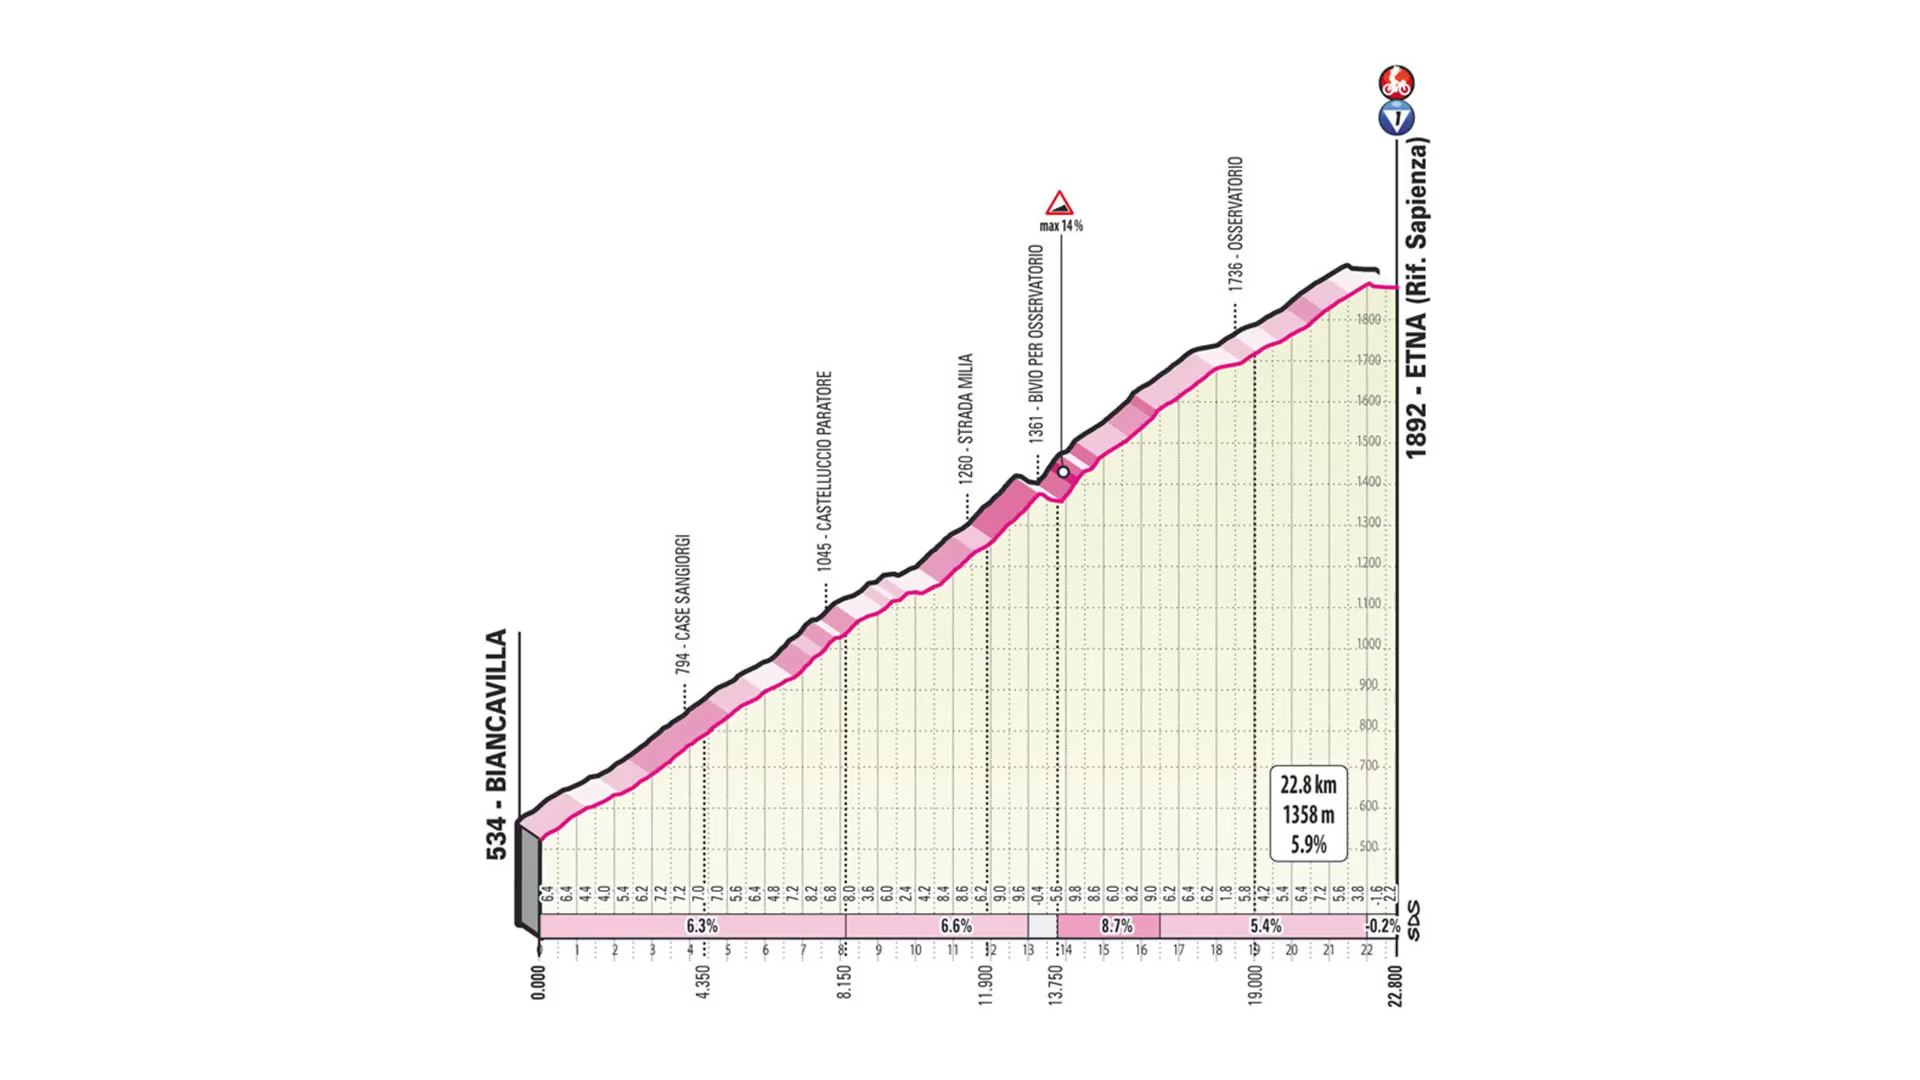 1
1892 - ETNA (Rif. Sapienza)
1736 - OSSERVATORIO
max 14%
1361 - BIVIO PER OSSERVATORIO
1260 - STRADA MILIA
1045 - CASTELLUCCIO PARATORE
794 - CASE SANGIORGI
534 - BIANCAVILLA
1800
1700
1600
1500
1400
1300
1200
1100
1000
900
800
700
600
500
22.8 km
1358 m
5.9%
6.4 6.4 4.4 4.0 5.4 6.2 7.2 7.2 7.0 7.0 5.6 6.4 4.8 7.2 8.2 6.8 8.0 3.6 6.0 2.4 4.2 8.4 8.6 6.2 9.0 9.6 -0.4 5.6 9.8 8.6 6.0 8.2 9.0 6.2 6.4 6.2 1.8 5.8 4.2 5.4 6.4 7.2 5.6 3.8 -1.6 2.2
6.3% 6.6% 8.7% 5.4% -0.2%
SDS
0 1 2 3 4 5 6 7 8 9 10 11 12 13 14 15 16 17 18 19 20 21 22
0.000 4.350 8.150 11.900 13.750 19.000 22.800